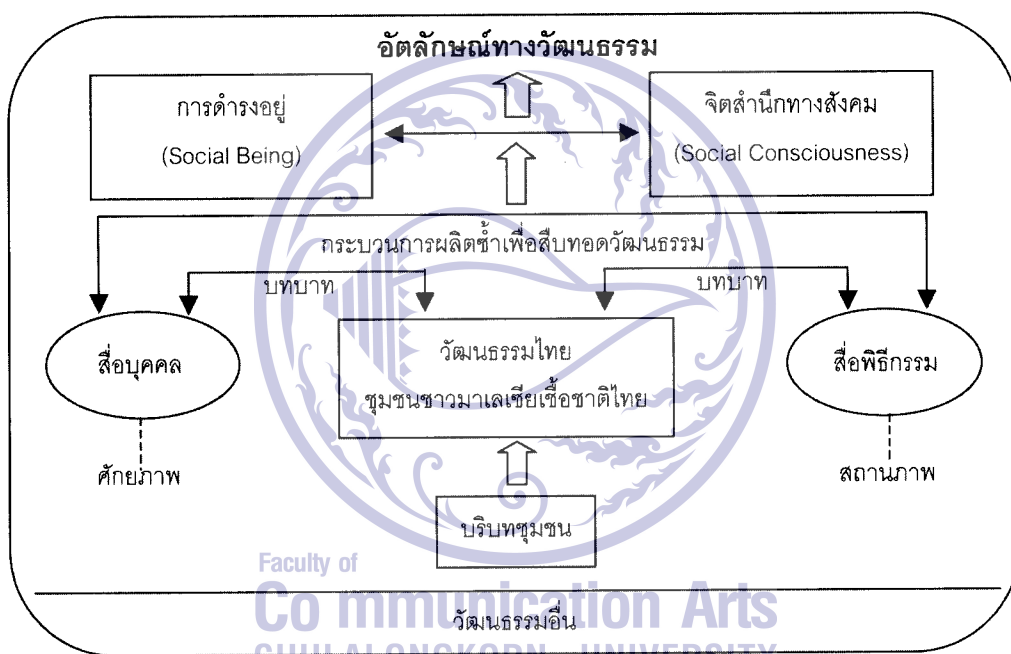 อัตลักษณ์ทางวัฒนธรรม
การดำรงอยู่
(Social Being)
จิตสำนึกทางสังคม
(Social Consciousness)
กระบวนการผลิตซ้ำเพื่อสืบทอดวัฒนธรรม
บทบาท
บทบาท
สื่อบุคคล
วัฒนธรรมไทย
ชุมชนชาวมาเลเซียเชื้อชาติไทย
สื่อพิธีกรรม
ศักยภาพ
สถานภาพ
บริบทชุมชน
Faculty of
Co mmunication Arts
วัฒนธรรมอื่น
CHULALONGKORN UNIVERSITY